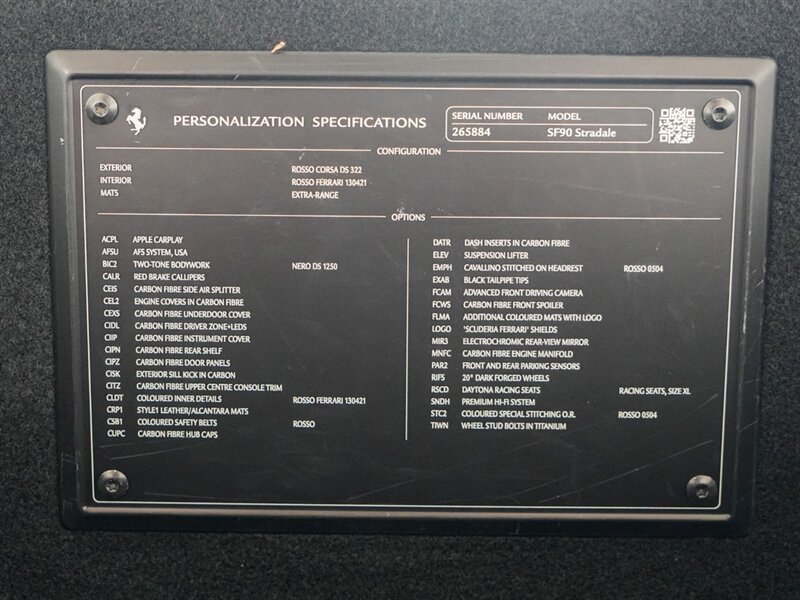 PERSONALIZATION SPECIFICATIONS
SERIAL NUMBER MODEL
265884 SF90 Stradale
CONFIGURATION
EXTERIOR ROSSO CORSA DS 322
INTERIOR ROSSO FERRARI 130421
MATS EXTRA-RANGE
OPTIONS
ACPL APPLE CARPLAY
AFSU AFS SYSTEM, USA
BIC2 TWO-TONE BODYWORK NERO DS 1250
CALR RED BRAKE CALLIPERS
CEIS CARBON FIBRE SIDE AIR SPLITTER
CEL2 ENGINE COVERS IN CARBON FIBRE
CEXS CARBON FIBRE UNDERDOOR COVER
CIDL CARBON FIBRE DRIVER ZONE+LEDS
CIIP CARBON FIBRE INSTRUMENT COVER
CIPN CARBON FIBRE REAR SHELF
CIPZ CARBON FIBRE DOOR PANELS
CISK EXTERIOR SILL KICK IN CARBON
CITZ CARBON FIBRE UPPER CENTRE CONSOLE TRIM
CLDT COLOURED INNER DETAILS ROSSO FERRARI 130421
CRP1 STYLE1 LEATHER/ALCANTARA MATS
CSB1 COLOURED SAFETY BELTS ROSSO
CUPC CARBON FIBRE HUB CAPS
DATR DASH INSERTS IN CARBON FIBRE
ELEV SUSPENSION LIFTER
EMPH CAVALLINO STITCHED ON HEADREST ROSSO 0504
EXAB BLACK TAILPIPE TIPS
FCAM ADVANCED FRONT DRIVING CAMERA
FCWS CARBON FIBRE FRONT SPOILER
FLMA ADDITIONAL COLOURED MATS WITH LOGO
LOGO 'SCUDERIA FERRARI' SHIELDS
MIR3 ELECTROCHROMIC REAR-VIEW MIRROR
MNFC CARBON FIBRE ENGINE MANIFOLD
PAR2 FRONT AND REAR PARKING SENSORS
RIFS 20" DARK FORGED WHEELS
RSCD DAYTONA RACING SEATS RACING SEATS, SIZE XL
SNDH PREMIUM HI-FI SYSTEM
STC2 COLOURED SPECIAL STITCHING O.R. ROSSO 0504
TIWN WHEEL STUD BOLTS IN TITANIUM